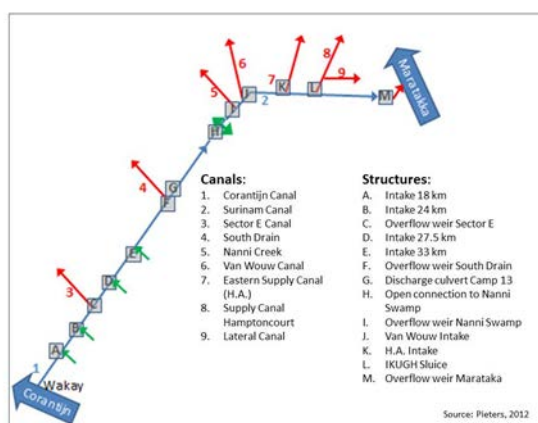 Maratakka
8
6
7
9
5
K
L
J
2
M
I
H
4
G
F
E
D
3
C
B
A
1
Wakay
Corantijn
Canals:
1. Corantijn Canal
2. Surinam Canal
3. Sector E Canal
4. South Drain
5. Nanni Creek
6. Van Wouw Canal
7. Eastern Supply Canal
(H.A.)
8. Supply Canal
Hamptoncourt
9. Lateral Canal
Structures:
A. Intake 18 km
B. Intake 24 km
C. Overflow weir Sector E
D. Intake 27.5 km
E. Intake 33 km
F. Overflow weir South Drain
G. Discharge culvert Camp 13
H. Open connection to Nanni
Swamp
I. Overflow weir Nanni Swamp
J. Van Wouw Intake
K. H.A. Intake
L. IKUGH Sluice
M. Overflow weir Marataka
Source: Pieters, 2012